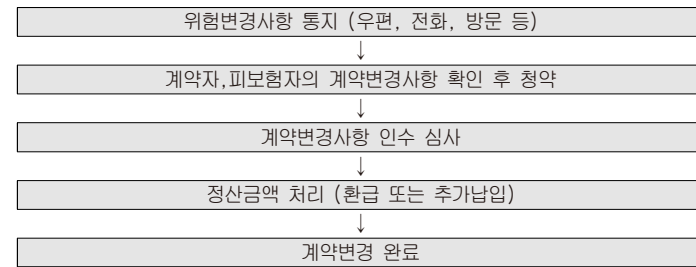 위험변경사항 통지 (우편, 전화, 방문 등)
↓
계약자,피보험자의 계약변경사항 확인 후 청약
↓
계약변경사항 인수 심사
↓
정산금액 처리 (환급 또는 추가납입)
↓
계약변경 완료